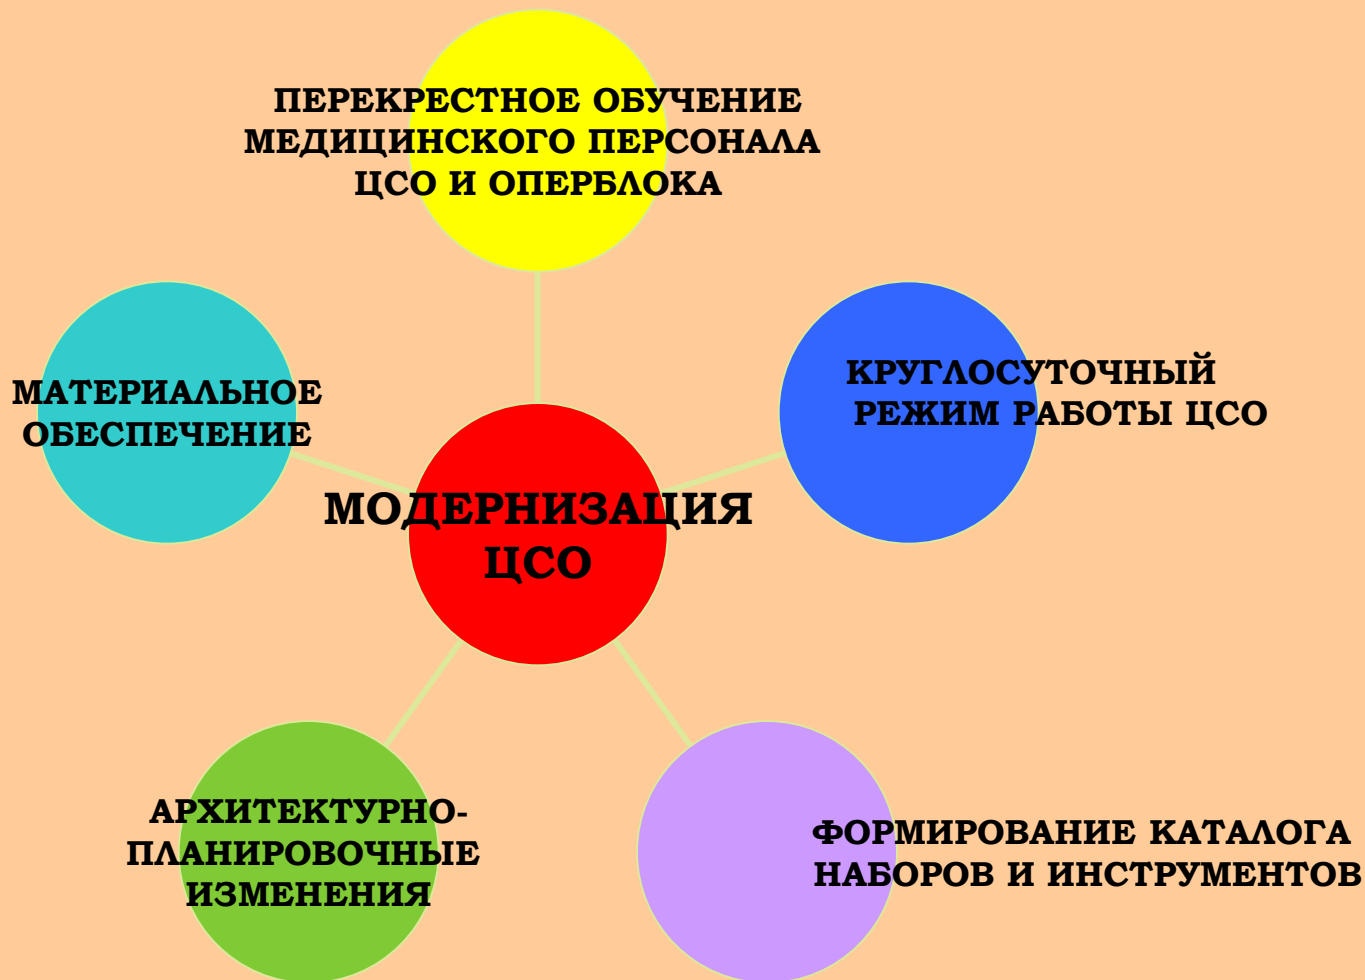 ПЕРЕКРЕСТНОЕ ОБУЧЕНИЕ
МЕДИЦИНСКОГО ПЕРСОНАЛА
ЦСО И ОПЕРБЛОКА
МАТЕРИАЛЬНОЕ
ОБЕСПЕЧЕНИЕ
КРУГЛОСУТОЧНЫЙ
РЕЖИМ РАБОТЫ ЦСО
МОДЕРНИЗАЦИЯ
ЦСО
АРХИТЕКТУРНО-
ПЛАНИРОВОЧНЫЕ
ИЗМЕНЕНИЯ
ФОРМИРОВАНИЕ КАТАЛОГА
НАБОРОВ И ИНСТРУМЕНТОВ